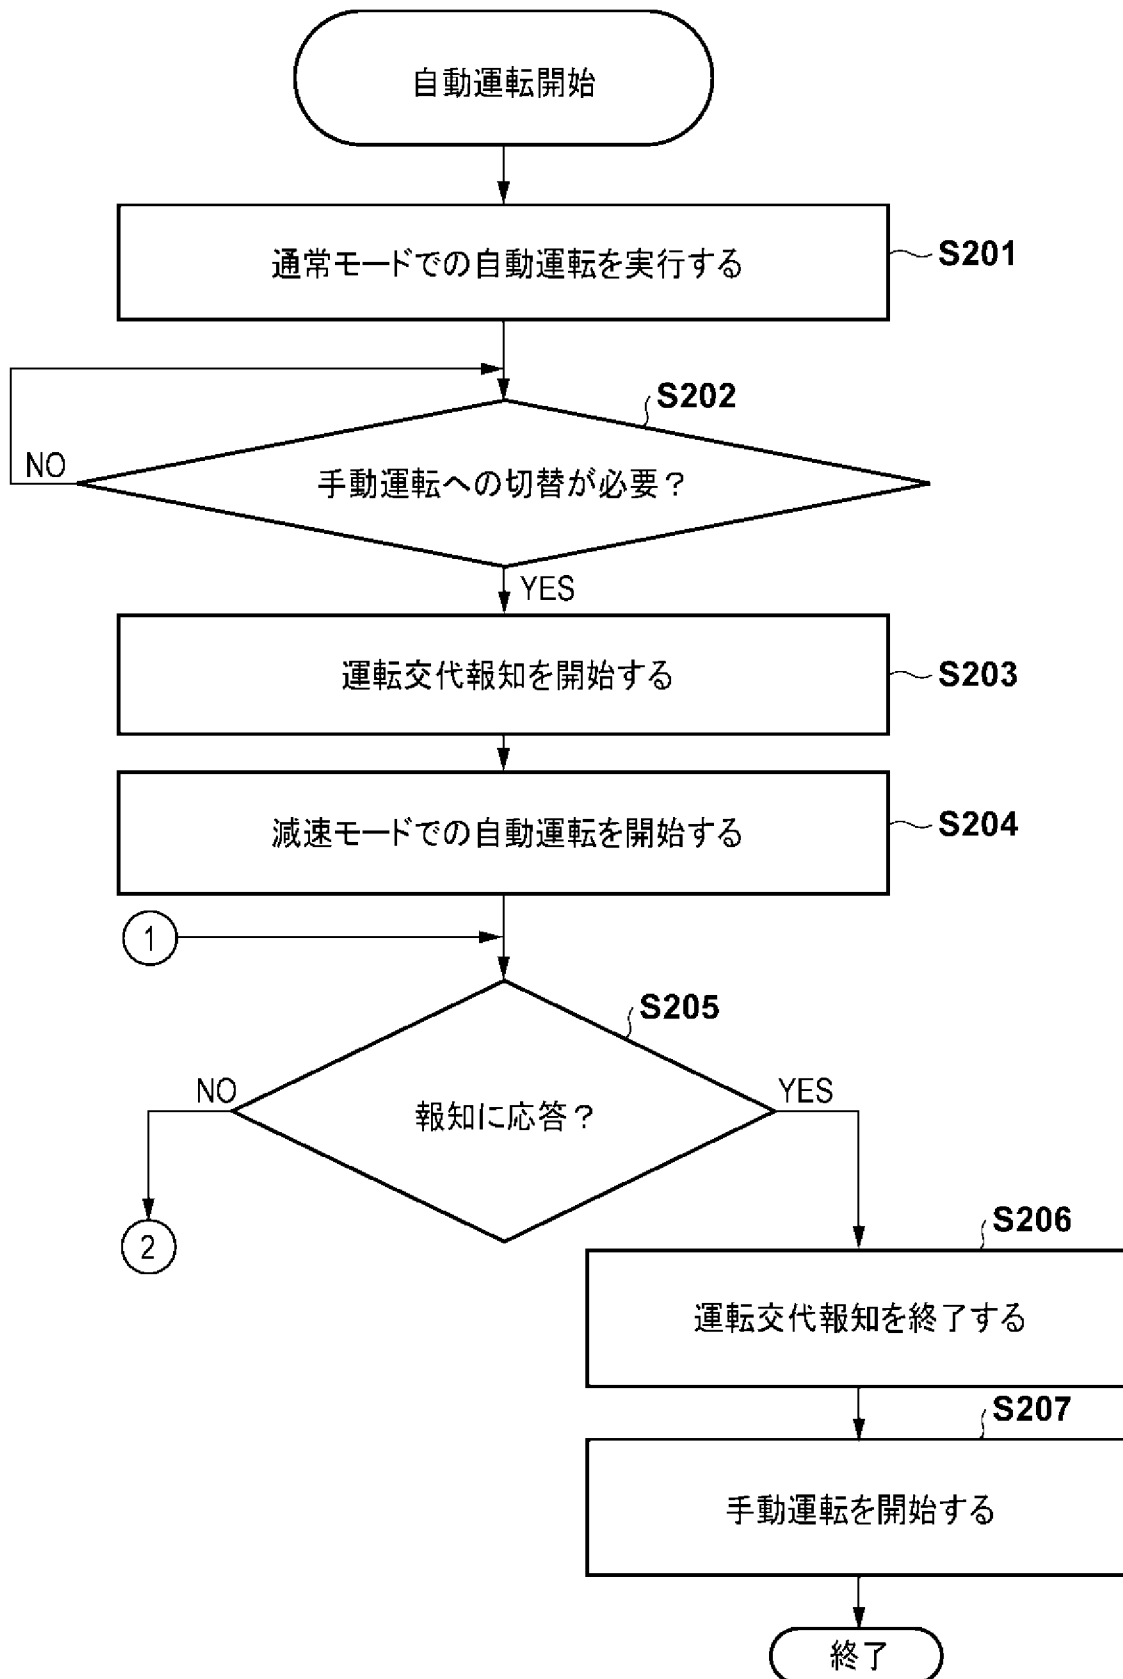 自動運転開始
通常モードでの自動運転を実行する
S201
S202
手動運転への切替が必要？
NO
YES
運転交代報知を開始する
S203
減速モードでの自動運転を開始する
S204
1
S205
報知に応答？
NO
YES
2
S206
運転交代報知を終了する
S207
手動運転を開始する
終了